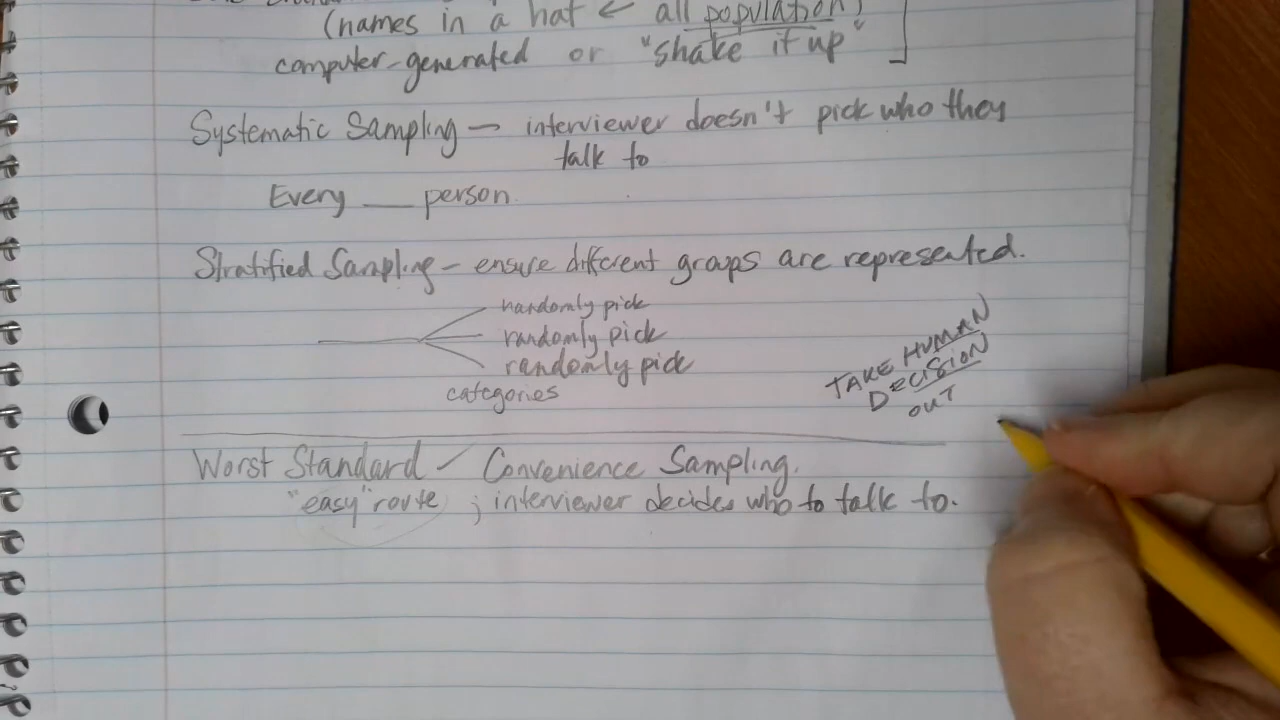 (names in a hat ← all population)
computer-generated or "shake it up"
Systematic Sampling — interviewer doesn't pick who they
talk to
Every ___ person.
Stratified Sampling - ensure different groups are represented.
randomly pick
randomly pick
randomly pick
categories
TAKE HUMAN
DECISION
OUT
Worst Standard - Convenience Sampling.
"easy" route ; interviewer decides who to talk to.